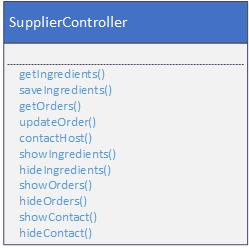 SupplierController
getIngredients()
saveIngredients()
getOrders()
updateOrder()
contactHost()
showIngredients()
hideIngredients()
showOrders()
hideOrders()
showContact()
hideContact()